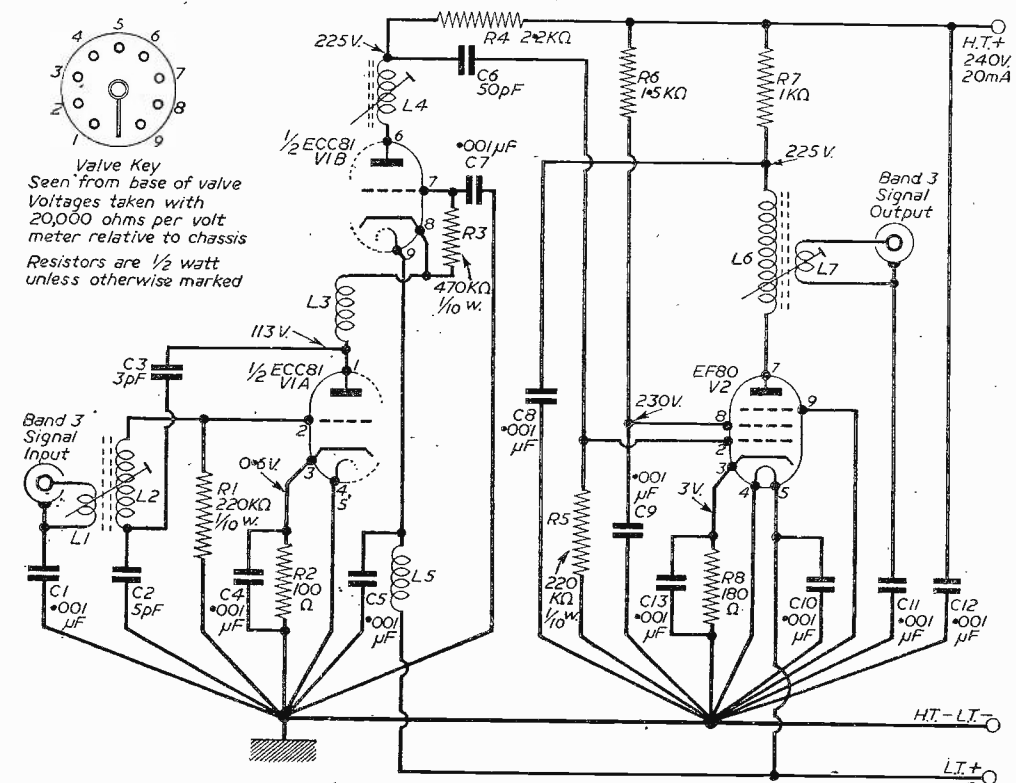 5
4
6
3
7
2
8
1
9
Valve Key
Seen from base of valve
Voltages taken with
20,000 ohms per volt
meter relative to chassis
Resistors are 1/2 watt
unless otherwise marked
225V.
R4 2·2KΩ
C6
50pF
L4
6
1/2 ECC81
V1B
·001µF
C7
7
8
9
R3
470KΩ
1/10 w.
L3
113V.
1/2 ECC81
V1A
1
2
3
4
5
C3
3pF
Band 3
Signal
Input
L1
L2
R1
220KΩ
1/10 w.
0·6V.
C1
·001
µF
C2
5pF
C4
·001
µF
R2
100
Ω
C5
·001
µF
L5
R6
1·5KΩ
R7
1KΩ
H.T.+
240V.
20mA
225V.
Band 3
Signal
Output
L6
L7
EF80
V2
7
9
8
2
3
4
5
230V.
C8
·001
µF
·001
µF
C9
R5
220
KΩ
1/10 w.
3V.
C13
·001
µF
R8
180
Ω
C10
·001
µF
C11
·001
µF
C12
·001
µF
H.T.-L.T.-
L.T.+